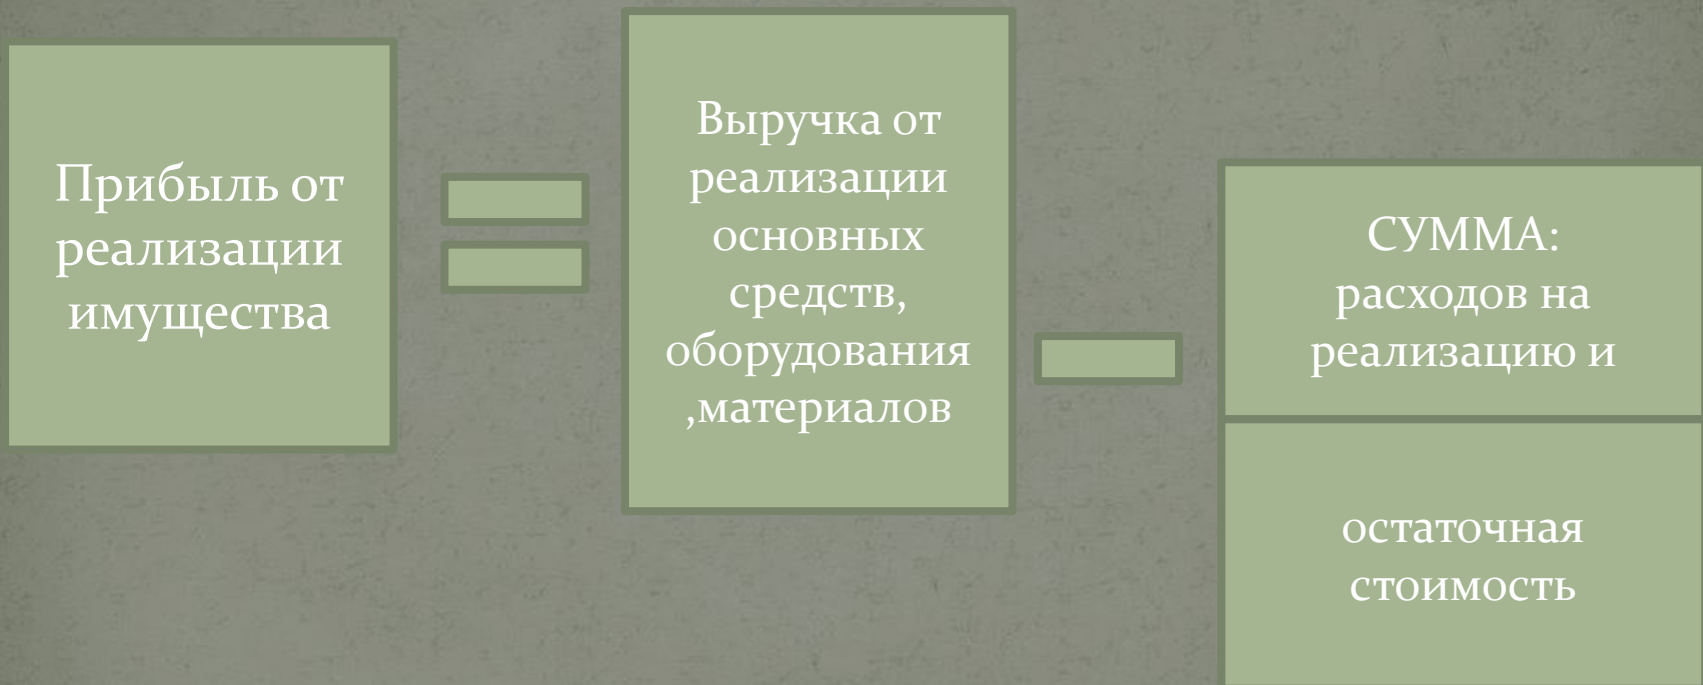 Прибыль от
реализации
имущества
Выручка от
реализации
основных
средств,
оборудования
,материалов
СУММА:
расходов на
реализацию и
остаточная
стоимость